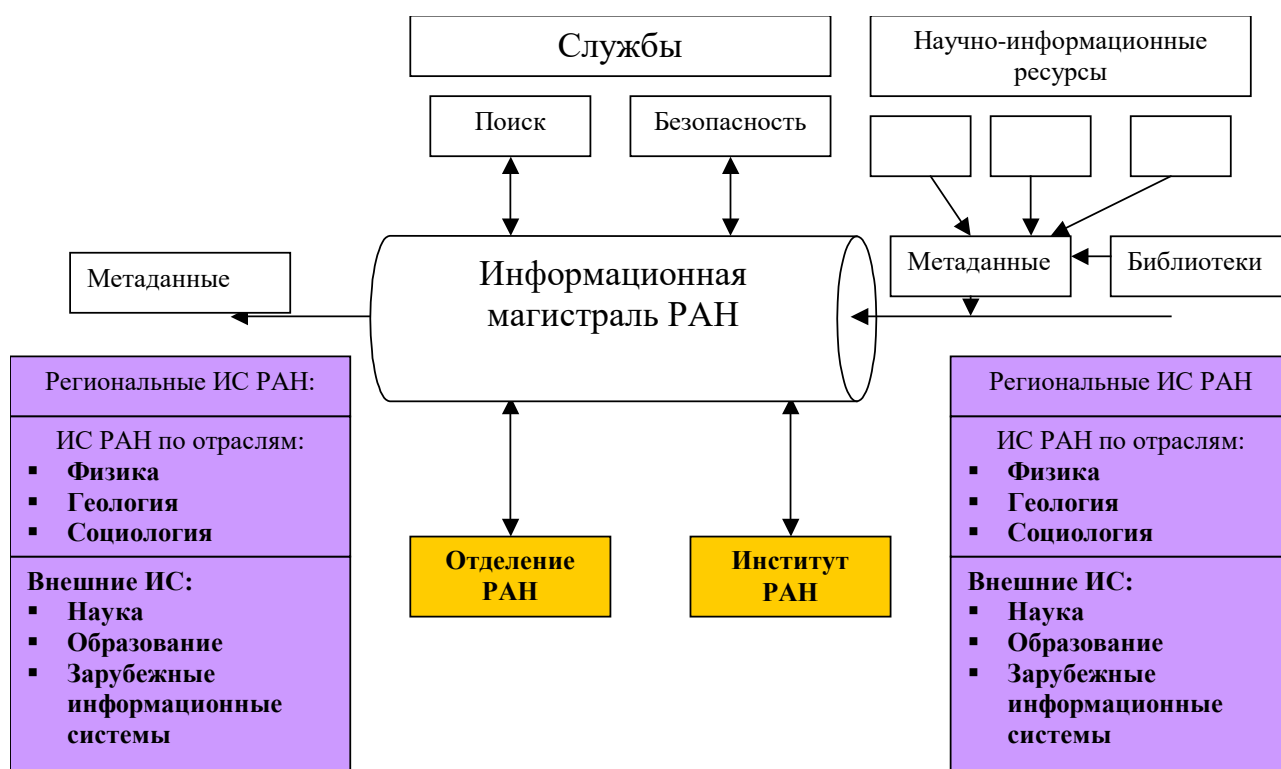 Службы
Научно-информационные
ресурсы
Поиск
Безопасность
Метаданные
Информационная
магистраль РАН
Метаданные
Библиотеки
Региональные ИС РАН:
ИС РАН по отраслям:
▪ Физика
▪ Геология
▪ Социология
Внешние ИС:
▪ Наука
▪ Образование
▪ Зарубежные
информационные
системы
Отделение
РАН
Институт
РАН
Региональные ИС РАН
ИС РАН по отраслям:
▪ Физика
▪ Геология
▪ Социология
Внешние ИС:
▪ Наука
▪ Образование
▪ Зарубежные
информационные
системы